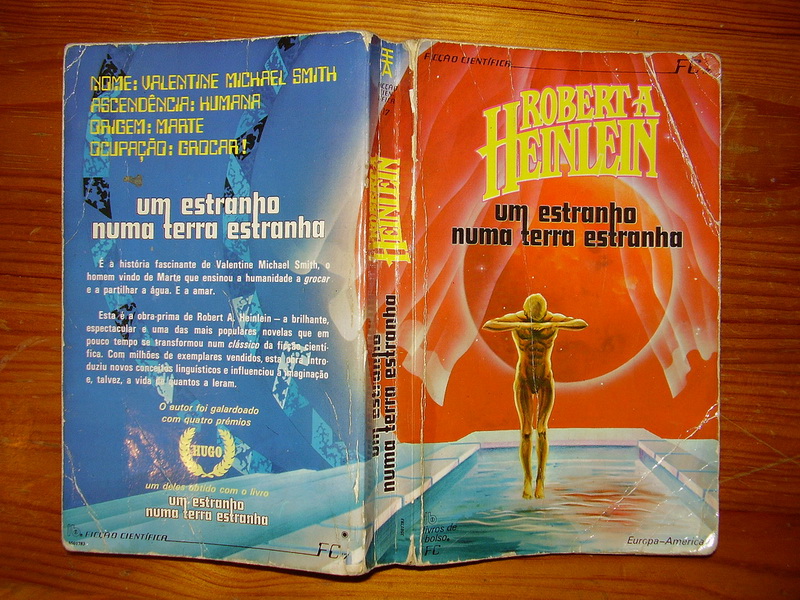 NOME: VALENTINE MICHAEL SMITH
ASCENDÊNCIA: HUMANA
ORIGEM: MARTE
OCUPAÇÃO: GROCAR!
um estranho
numa terra estranha
É a história fascinante de Valentine Michael Smith, o
homem vindo de Marte que ensinou a humanidade a grocar
e a partilhar a água. E a amar.
Esta é a obra-prima de Robert A. Heinlein — a brilhante,
espectacular e uma das mais populares novelas que em
pouco tempo se transformou num clássico da ficção cientí-
fica. Com milhões de exemplares vendidos, esta obra intro-
duziu novos conceitos linguísticos e influenciou a imaginação
e, talvez, a vida de quantos a leram.
O autor foi galardoado
com quatro prémios
HUGO
um deles obtido com o livro
um estranho
numa terra estranha
FICÇÃO CIENTÍFICA
FC
ROBERT A
HEINLEIN
um estranho
numa terra estranha
FICÇÃO CIENTÍFICA
FC
ROBERT A
HEINLEIN
um estranho
numa terra estranha
livros de
bolso
FC
Europa-América